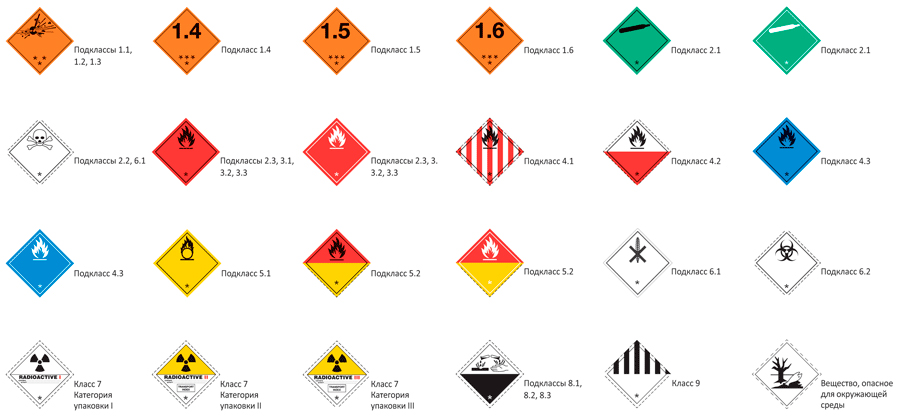 Подклассы 1.1,
1.2, 1.3
1.4
Подкласс 1.4
1.5
Подкласс 1.5
1.6
Подкласс 1.6
Подкласс 2.1
Подкласс 2.1
Подклассы 2.2, 6.1
Подклассы 2.3, 3.1,
3.2, 3.3
Подклассы 2.3, 3.
3.2, 3.3
Подкласс 4.1
Подкласс 4.2
Подкласс 4.3
Подкласс 4.3
Подкласс 5.1
Подкласс 5.2
Подкласс 5.2
Подкласс 6.1
Подкласс 6.2
RADIOACTIVE I
Класс 7
Категория
упаковки I
RADIOACTIVE II
Класс 7
Категория
упаковки II
RADIOACTIVE III
Класс 7
Категория
упаковки III
Подклассы 8.1,
8.2, 8.3
Класс 9
Вещество, опасное
для окружающей
среды